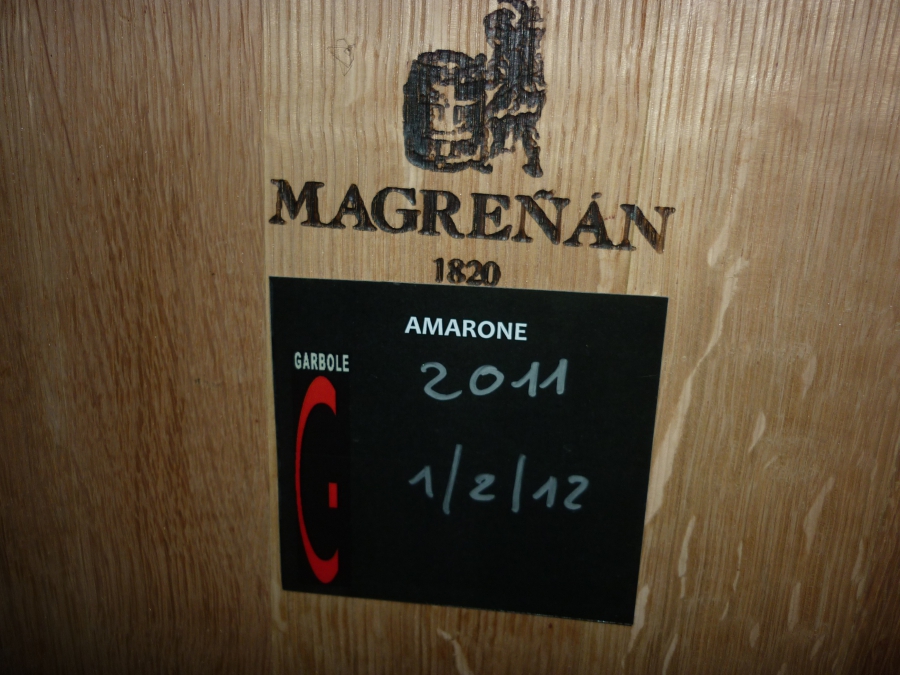 MAGREÑÁN
1820
AMARONE
GARBOLE
2011
1/2/12